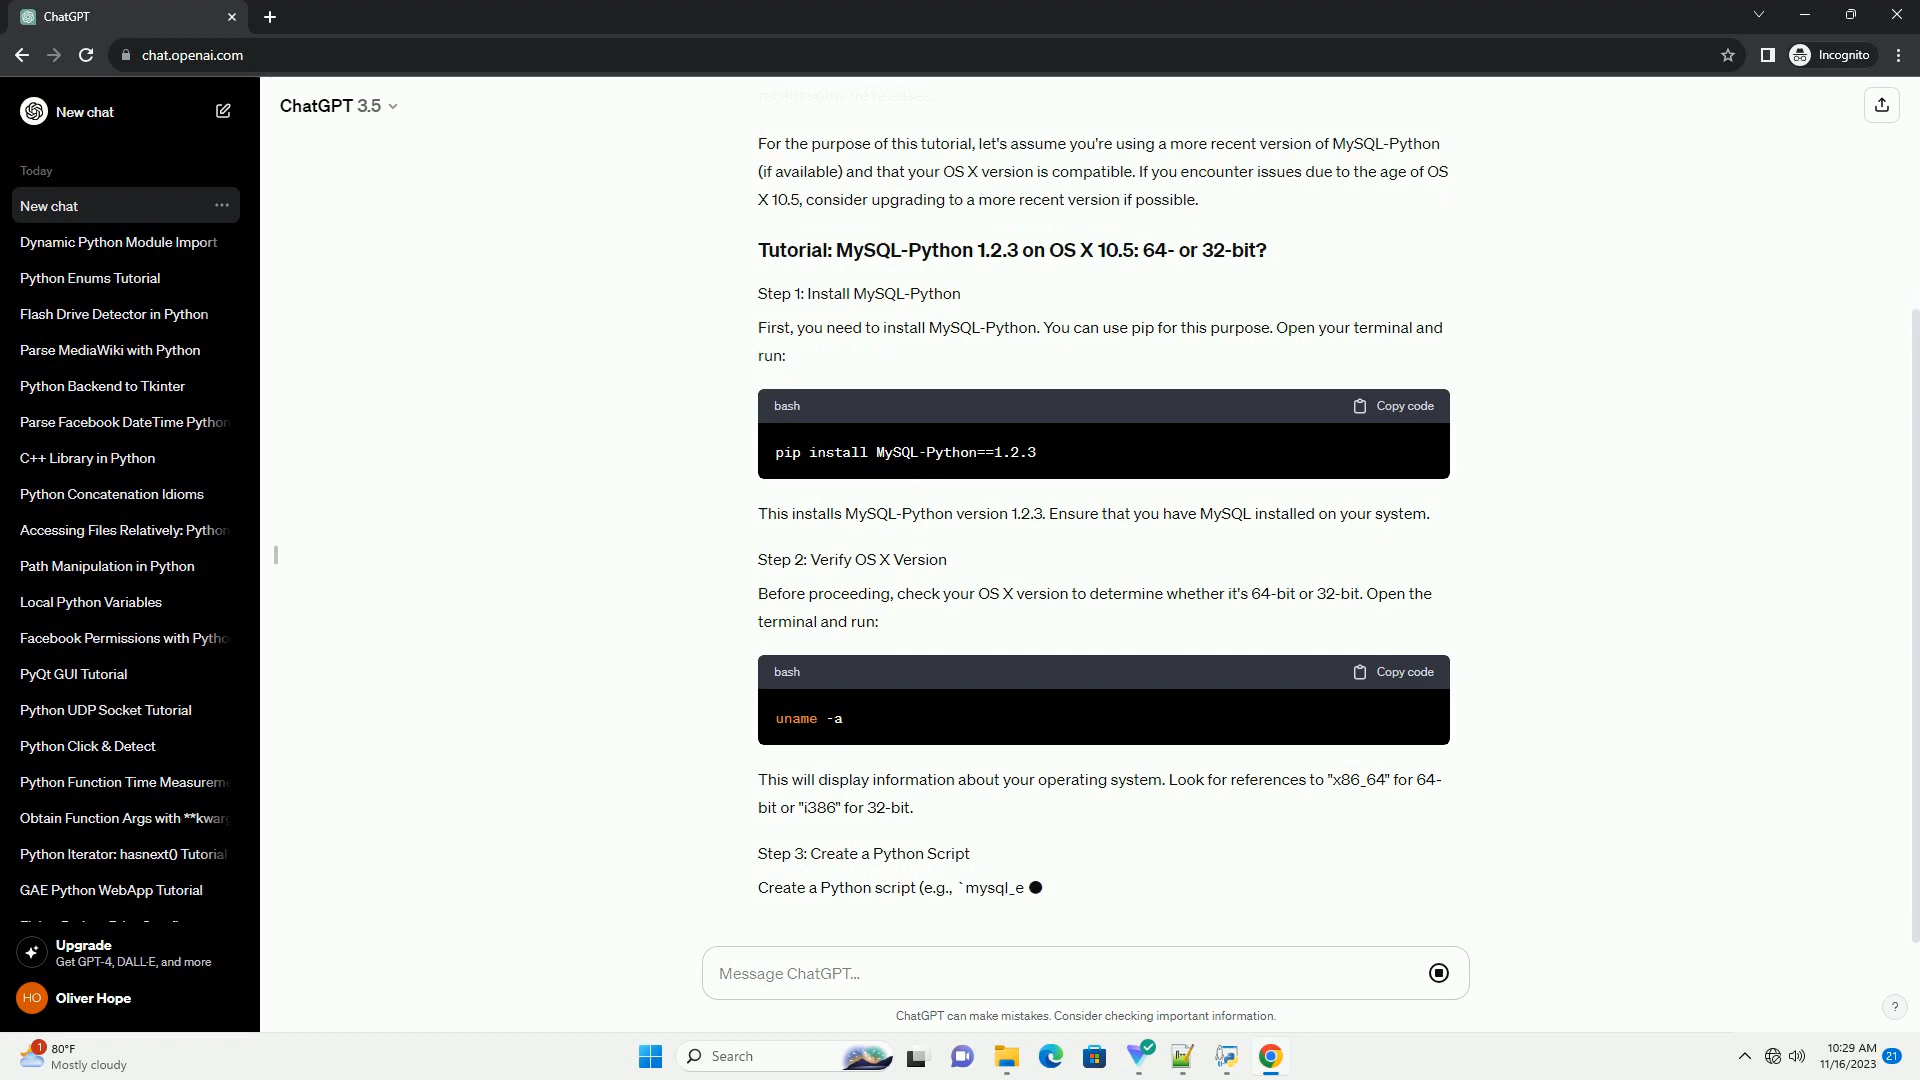 ChatGPT
chat.openai.com
Incognito
New chat
Today
New chat
Dynamic Python Module Import
Python Enums Tutorial
Flash Drive Detector in Python
Parse MediaWiki with Python
Python Backend to Tkinter
Parse Facebook DateTime Python
C++ Library in Python
Python Concatenation Idioms
Accessing Files Relatively: Python
Path Manipulation in Python
Local Python Variables
Facebook Permissions with Pytho
PyQt GUI Tutorial
Python UDP Socket Tutorial
Python Click & Detect
Python Function Time Measureme
Obtain Function Args with **kwarg
Python Iterator: hasnext() Tutorial
GAE Python WebApp Tutorial
Upgrade
Get GPT-4, DALL·E, and more
HO
Oliver Hope
ChatGPT 3.5
For the purpose of this tutorial, let's assume you're using a more recent version of MySQL-Python
(if available) and that your OS X version is compatible. If you encounter issues due to the age of OS
X 10.5, consider upgrading to a more recent version if possible.
Tutorial: MySQL-Python 1.2.3 on OS X 10.5: 64- or 32-bit?
Step 1: Install MySQL-Python
First, you need to install MySQL-Python. You can use pip for this purpose. Open your terminal and
run:
bash
Copy code
pip install MySQL-Python==1.2.3
This installs MySQL-Python version 1.2.3. Ensure that you have MySQL installed on your system.
Step 2: Verify OS X Version
Before proceeding, check your OS X version to determine whether it's 64-bit or 32-bit. Open the
terminal and run:
bash
Copy code
uname -a
This will display information about your operating system. Look for references to "x86_64" for 64-
bit or "i386" for 32-bit.
Step 3: Create a Python Script
Create a Python script (e.g., `mysql_e
Message ChatGPT...
ChatGPT can make mistakes. Consider checking important information.
?
1
80°F
Mostly cloudy
Search
10:29 AM
11/16/2023
21